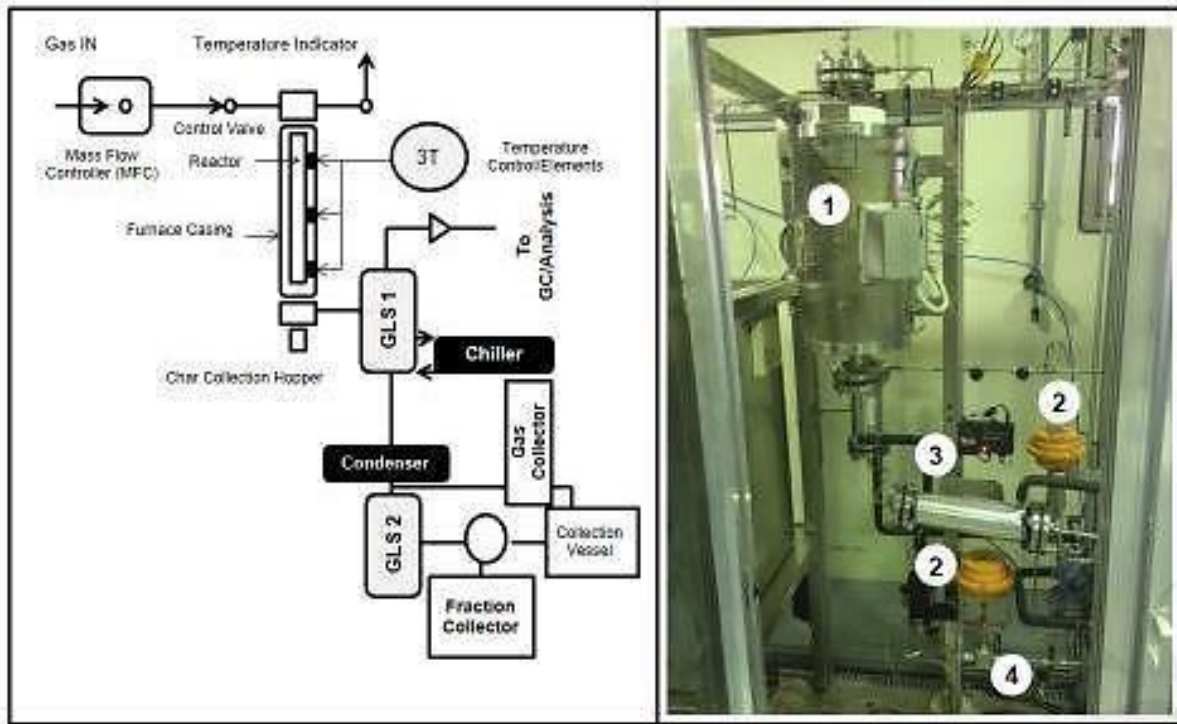 Gas IN
Temperature Indicator
Control Valve
Mass Flow
Controller (MFC)
Reactor
3T
Temperature
Control/Elements
Furnace Casing
To
GC/Analysis
GLS 1
Chiller
Char Collection Hopper
Gas
Collector
Condenser
GLS 2
Collection
Vessel
Fraction
Collector
1
2
3
2
4